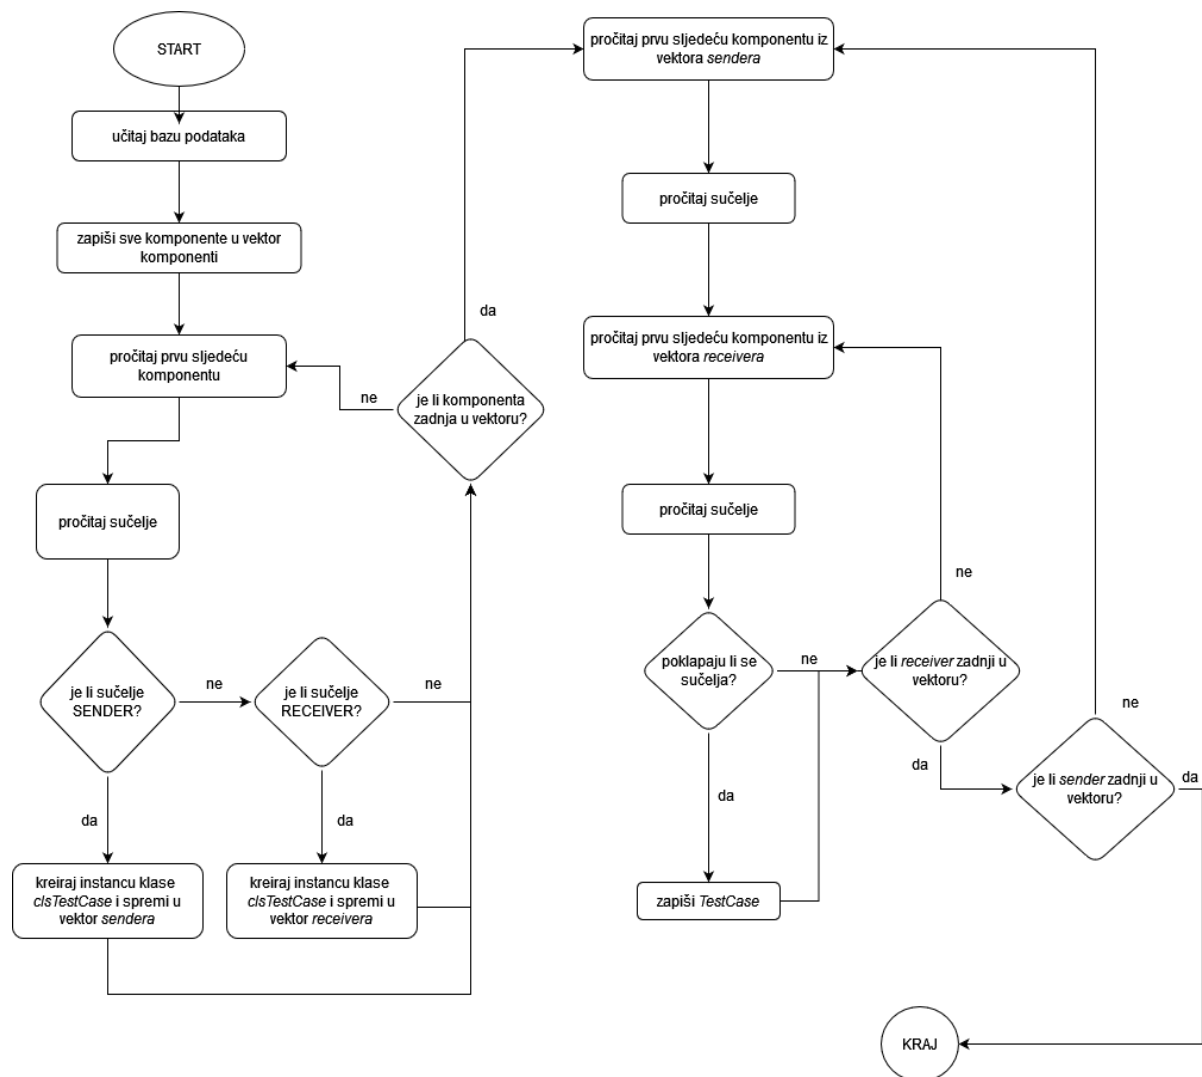 START
učitaj bazu podataka
zapiši sve komponente u vektor
komponenti
pročitaj prvu sljedeću
komponentu
ne
je li komponenta
zadnja u vektoru?
da
pročitaj sučelje
je li sučelje
SENDER?
ne
je li sučelje
RECEIVER?
ne
da
da
kreiraj instancu klase
clsTestCase i spremi u
vektor sendera
kreiraj instancu klase
clsTestCase i spremi u
vektor receivera
pročitaj prvu sljedeću komponentu iz
vektora sendera
pročitaj sučelje
pročitaj prvu sljedeću komponentu iz
vektora receivera
pročitaj sučelje
poklapaju li se
sučelja?
ne
da
zapiši TestCase
je li receiver zadnji u
vektoru?
ne
da
je li sender zadnji u
vektoru?
ne
da
KRAJ